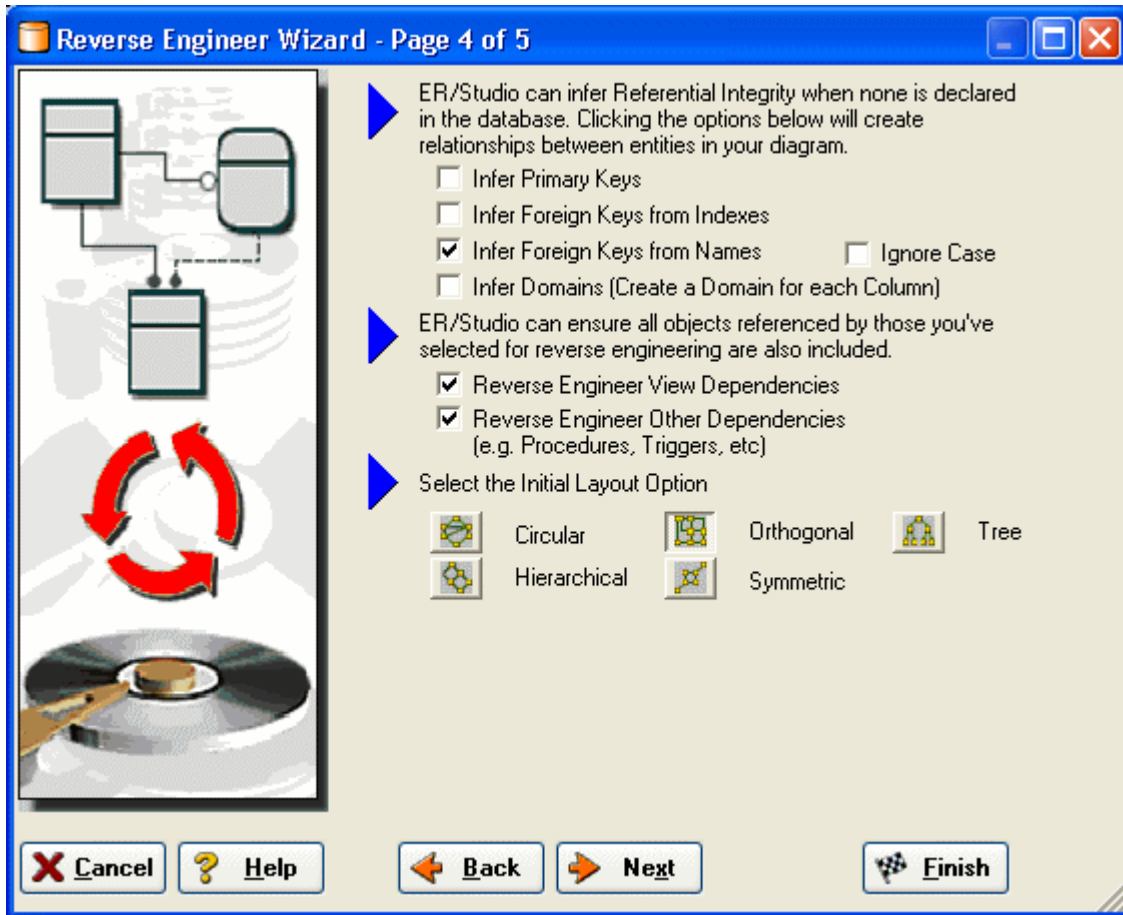 Reverse Engineer Wizard - Page 4 of 5
ER/Studio can infer Referential Integrity when none is declared
in the database. Clicking the options below will create
relationships between entities in your diagram.
Infer Primary Keys
Infer Foreign Keys from Indexes
Infer Foreign Keys from Names Ignore Case
Infer Domains (Create a Domain for each Column)
ER/Studio can ensure all objects referenced by those you've
selected for reverse engineering are also included.
Reverse Engineer View Dependencies
Reverse Engineer Other Dependencies
(e.g. Procedures, Triggers, etc)
Select the Initial Layout Option
Circular Orthogonal Tree
Hierarchical Symmetric
Cancel Help Back Next Finish